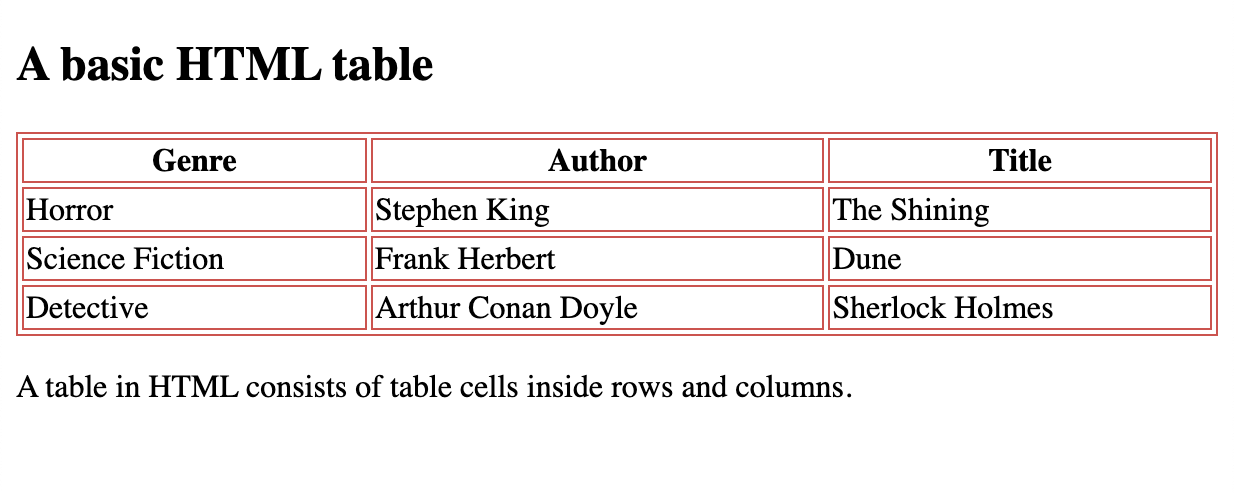 A basic HTML table
Genre Author Title
Horror Stephen King The Shining
Science Fiction Frank Herbert Dune
Detective Arthur Conan Doyle Sherlock Holmes
A table in HTML consists of table cells inside rows and columns.